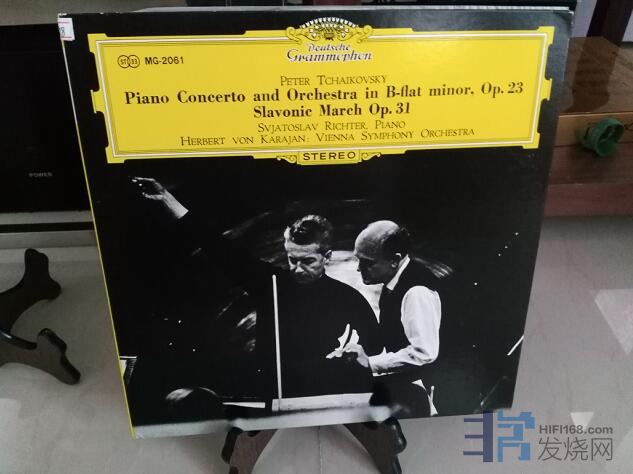 Deutsche
Grammophon
ST 33 MG-2061
PETER TCHAIKOVSKY
Piano Concerto and Orchestra in B-flat minor, Op. 23
Slavonic March Op. 31
SVJATOSLAV RICHTER, PIANO
HERBERT VON KARAJAN: VIENNA SYMPHONY ORCHESTRA
STEREO
POWER
HIFI168.com
发烧网